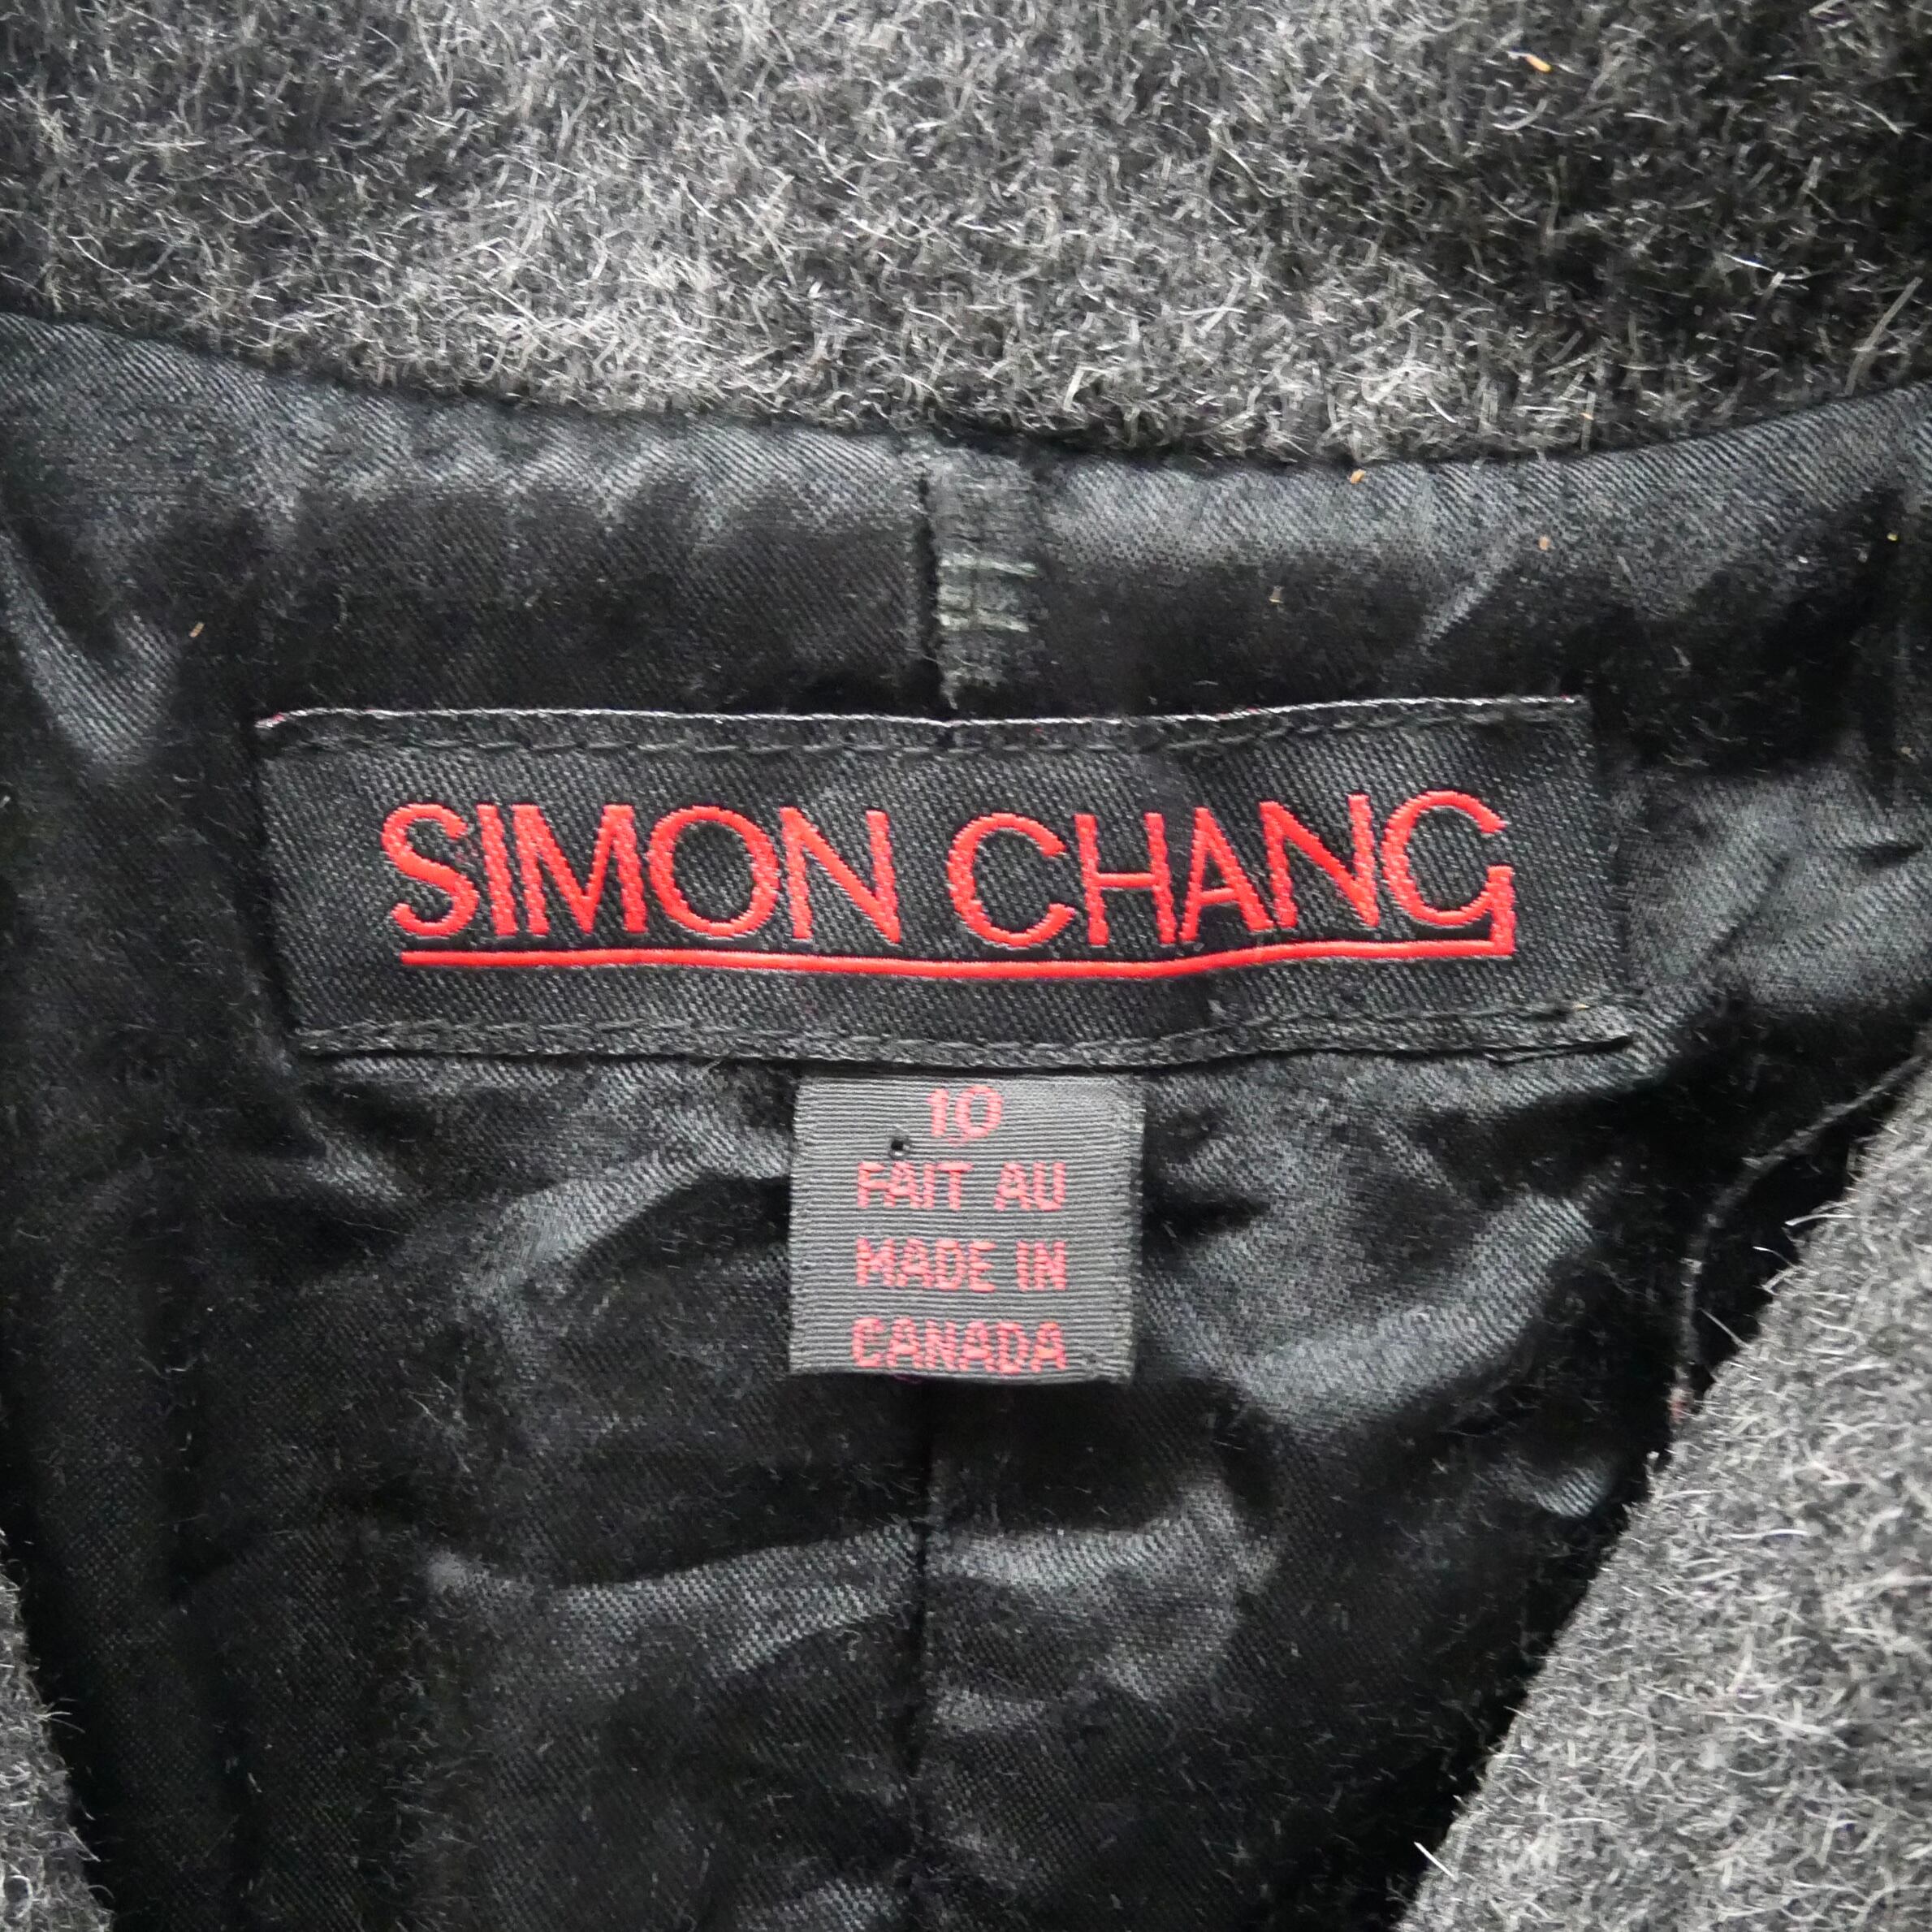 SIMON CHANG
10
FAIT AU
MADE IN
CANADA